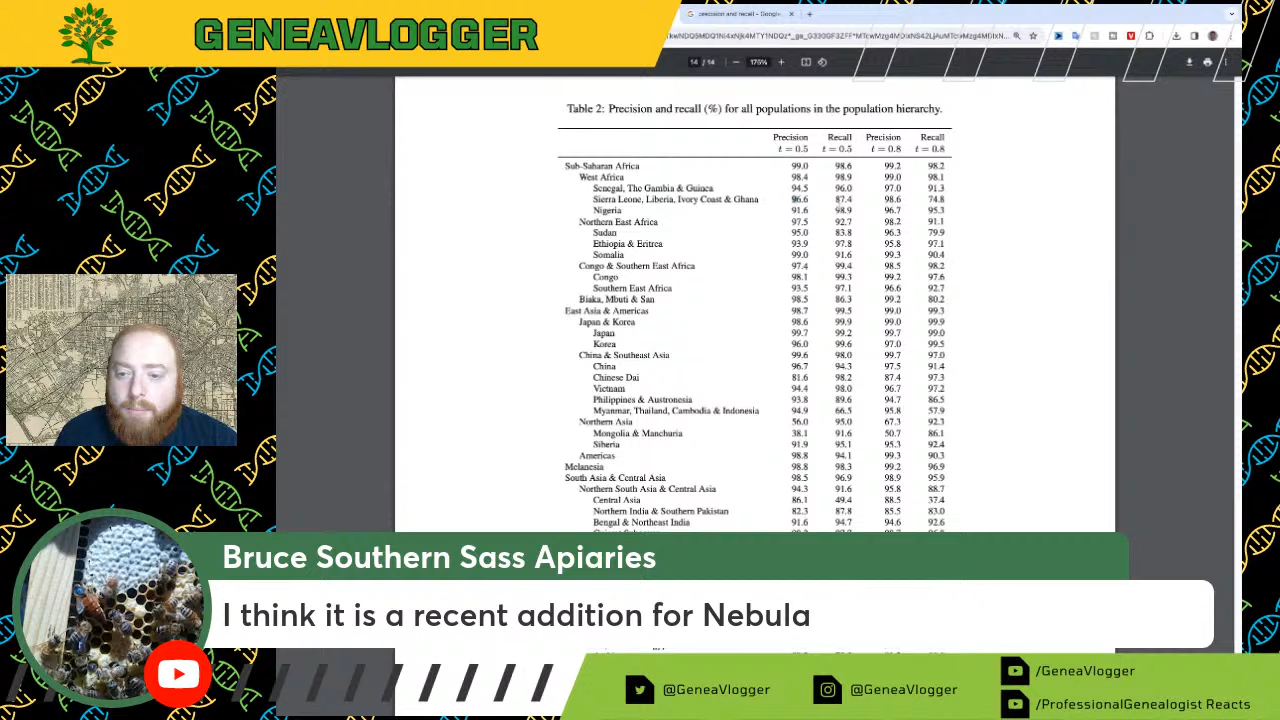 GENEAVLOGGER
precision and recall - Google
14 / 14
175%
Table 2: Precision and recall (%) for all populations in the population hierarchy.
Precision Recall Precision Recall
t = 0.5 t = 0.5 t = 0.8 t = 0.8
Sub-Saharan Africa 99.0 98.6 99.2 98.2
West Africa 98.4 98.9 99.0 98.1
Senegal, The Gambia & Guinea 94.5 96.0 97.0 91.3
Sierra Leone, Liberia, Ivory Coast & Ghana 96.6 87.4 98.6 74.8
Nigeria 91.6 98.9 96.7 95.3
Northern East Africa 97.5 92.7 98.2 91.1
Sudan 95.0 83.8 96.3 79.9
Ethiopia & Eritrea 93.9 97.8 95.8 97.1
Somalia 99.0 91.6 99.3 90.4
Congo & Southern East Africa 97.4 99.4 98.5 98.2
Congo 98.1 99.3 99.2 97.6
Southern East Africa 93.5 97.1 96.6 92.7
Biaka, Mbuti & San 98.5 86.3 99.2 80.2
East Asia & Americas 98.7 99.5 99.0 99.3
Japan & Korea 98.6 99.9 99.0 99.9
Japan 99.7 99.2 99.7 99.0
Korea 96.0 99.6 97.0 99.5
China & Southeast Asia 99.6 98.0 99.7 97.0
China 96.7 94.3 97.5 91.4
Chinese Dai 81.6 98.2 87.4 97.3
Vietnam 94.4 98.0 96.7 97.2
Philippines & Austronesia 93.8 89.6 94.7 86.5
Myanmar, Thailand, Cambodia & Indonesia 94.9 66.5 95.8 57.9
Northern Asia 56.0 95.0 67.3 92.3
Mongolia & Manchuria 38.1 91.6 50.7 86.1
Siberia 91.9 95.1 95.3 92.4
Americas 98.8 94.1 99.3 90.3
Melanesia 98.8 98.3 99.2 96.9
South Asia & Central Asia 98.5 96.9 98.9 95.9
Northern South Asia & Central Asia 94.3 91.6 95.8 88.7
Central Asia 86.1 49.4 88.5 37.4
Northern India & Southern Pakistan 82.3 87.8 85.5 83.0
Bengal & Northeast India 91.6 94.7 94.6 92.6
Bruce Southern Sass Apiaries
I think it is a recent addition for Nebula
@GeneaVlogger
@GeneaVlogger
/GeneaVlogger
/ProfessionalGenealogist Reacts